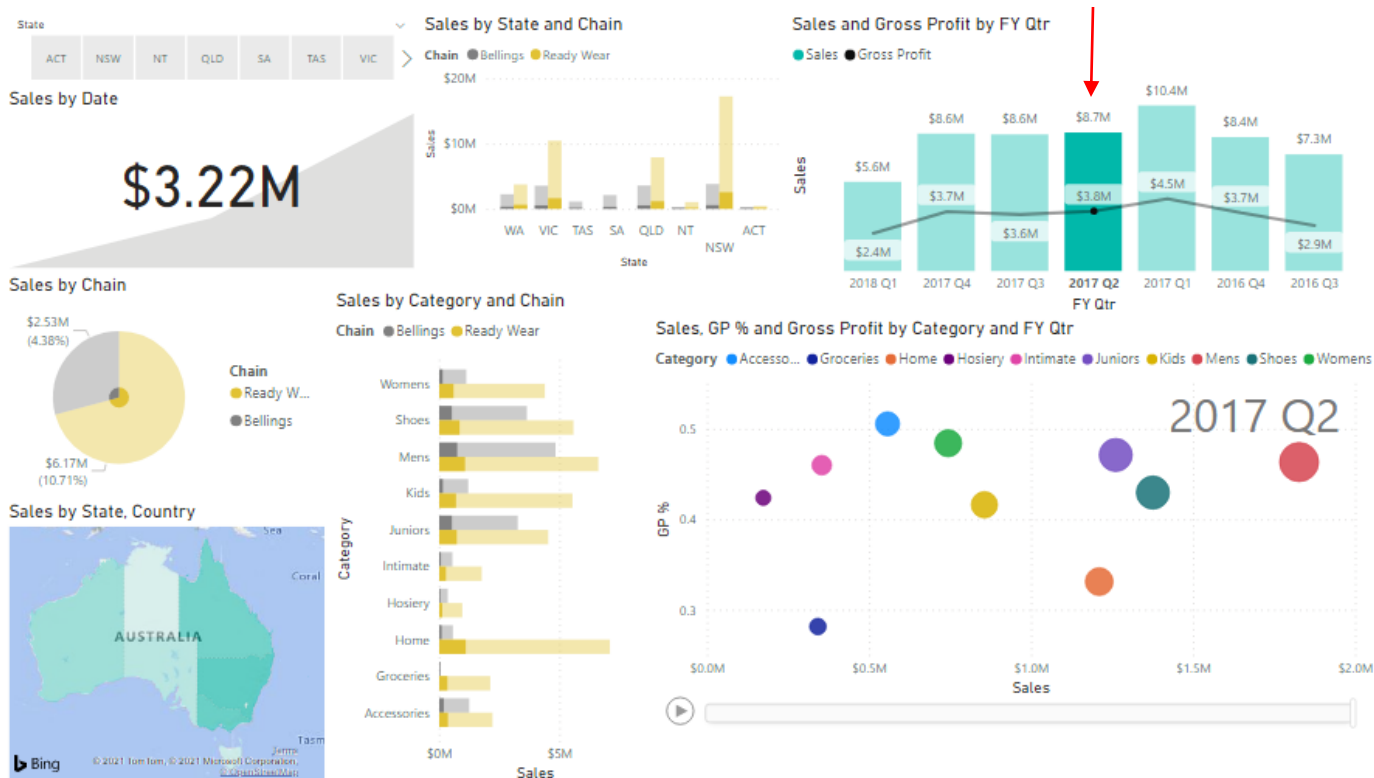 State
ACT NSW NT QLD SA TAS VIC
Sales by Date
$3.22M
Sales by State and Chain
Chain Bellings Ready Wear
$20M
$10M
$0M
Sales
WA VIC TAS SA QLD NT NSW ACT
State
Sales and Gross Profit by FY Qtr
Sales Gross Profit
$5.6M $8.6M $8.6M $8.7M $10.4M $8.4M $7.3M
$2.4M $3.7M $3.6M $3.8M $4.5M $3.7M $2.9M
Sales
2018 Q1 2017 Q4 2017 Q3 2017 Q2 2017 Q1 2016 Q4 2016 Q3
FY Qtr
Sales by Chain
$2.53M
(4.38%)
$6.17M
(10.71%)
Chain
Ready W...
Bellings
Sales by Category and Chain
Chain Bellings Ready Wear
Category
Womens
Shoes
Mens
Kids
Juniors
Intimate
Hosiery
Home
Groceries
Accessories
$0M $5M
Sales
Sales, GP % and Gross Profit by Category and FY Qtr
Category Accesso... Groceries Home Hosiery Intimate Juniors Kids Mens Shoes Womens
2017 Q2
0.5
0.4
0.3
GP %
$0.0M $0.5M $1.0M $1.5M $2.0M
Sales
Sales by State, Country
Sea
Coral
AUSTRALIA
Tasm
Bing
© 2021 TomTom, © 2021 Microsoft Corporation,
© OpenStreetMap